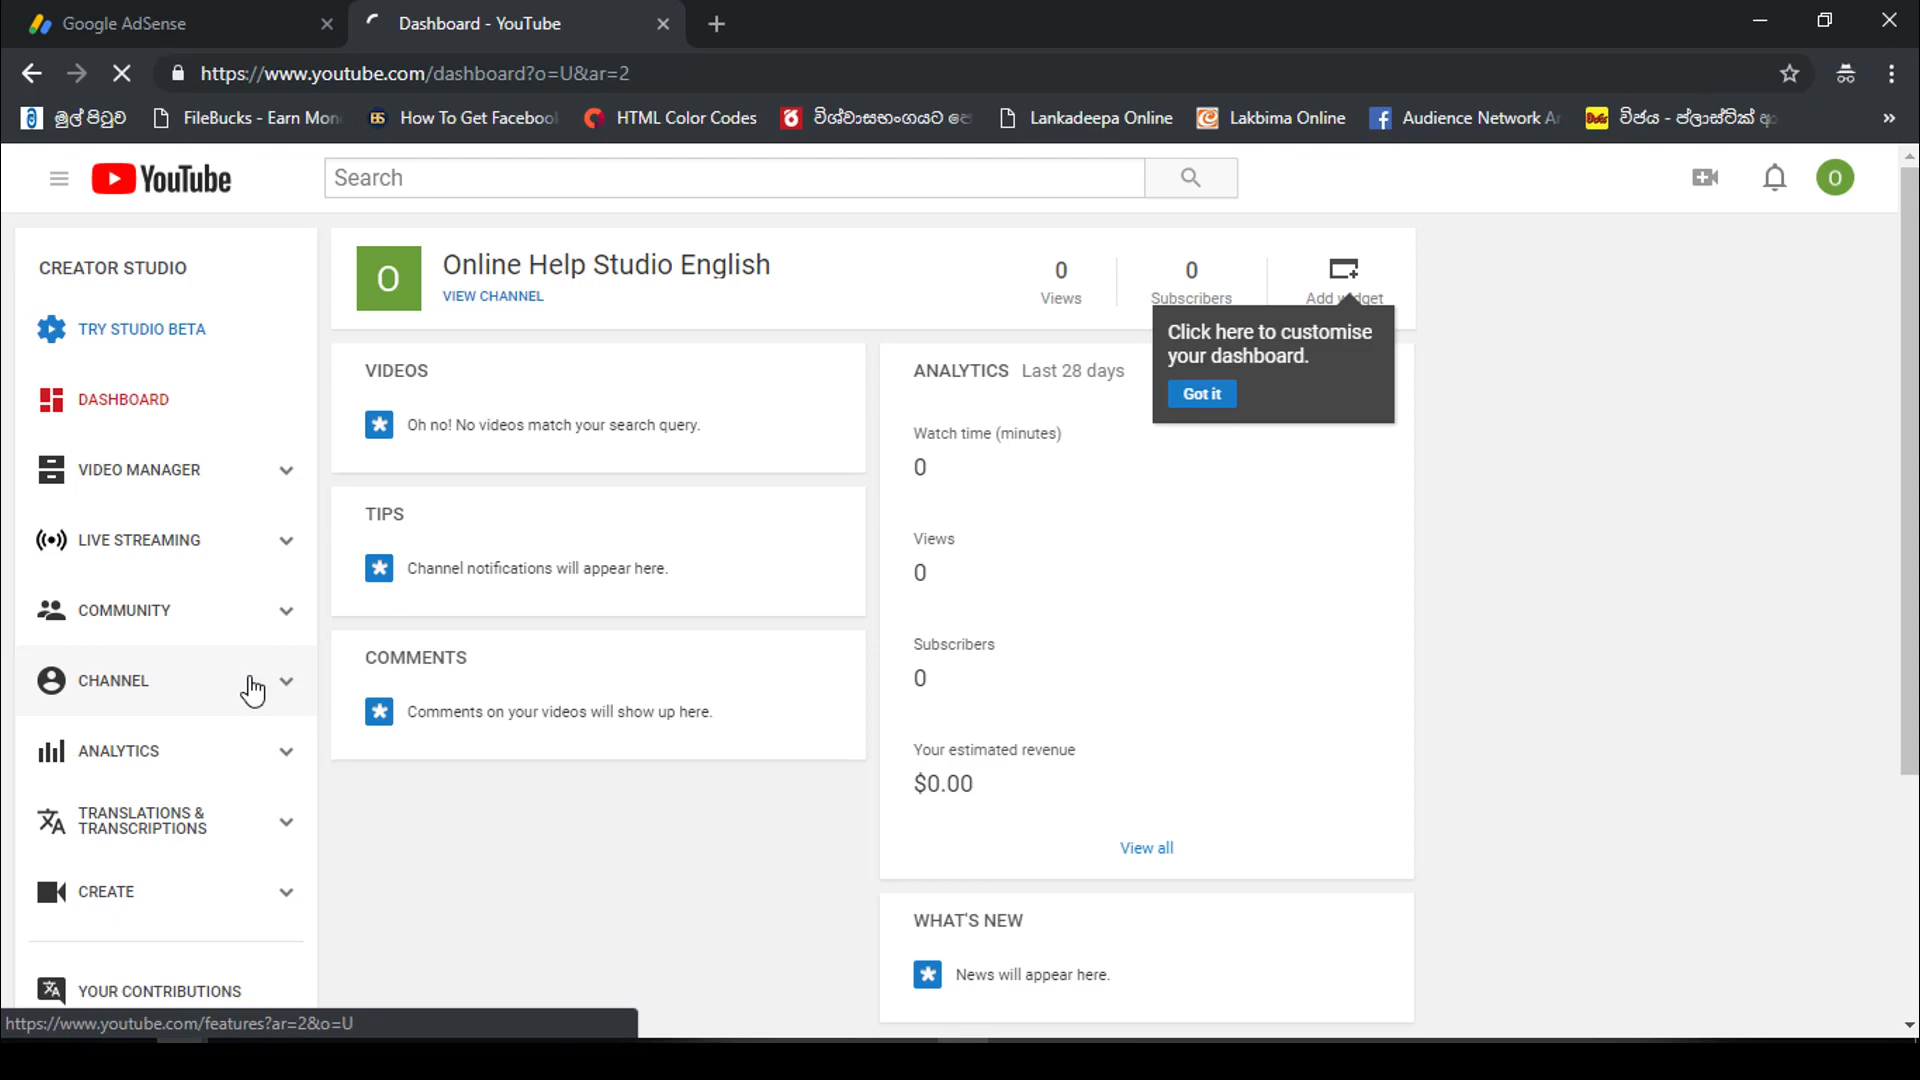 Google AdSense
Dashboard - YouTube
https://www.youtube.com/dashboard?o=U&ar=2
මුල් පිටුව
FileBucks - Earn Mon
How To Get Faceboo
HTML Color Codes
විශ්වාසභංගයට
Lankadeepa Online
Lakbima Online
Audience Network
විජය - ප්ලාස්ටික්
YouTube
Search
O
CREATOR STUDIO
TRY STUDIO BETA
DASHBOARD
VIDEO MANAGER
LIVE STREAMING
COMMUNITY
CHANNEL
ANALYTICS
TRANSLATIONS &
TRANSCRIPTIONS
CREATE
YOUR CONTRIBUTIONS
O
Online Help Studio English
VIEW CHANNEL
0
Views
0
Subscribers
Add widget
Click here to customise
your dashboard.
Got it
VIDEOS
Oh no! No videos match your search query.
TIPS
Channel notifications will appear here.
COMMENTS
Comments on your videos will show up here.
ANALYTICS Last 28 days
Watch time (minutes)
0
Views
0
Subscribers
0
Your estimated revenue
$0.00
View all
WHAT'S NEW
News will appear here.
https://www.youtube.com/features?ar=2&o=U